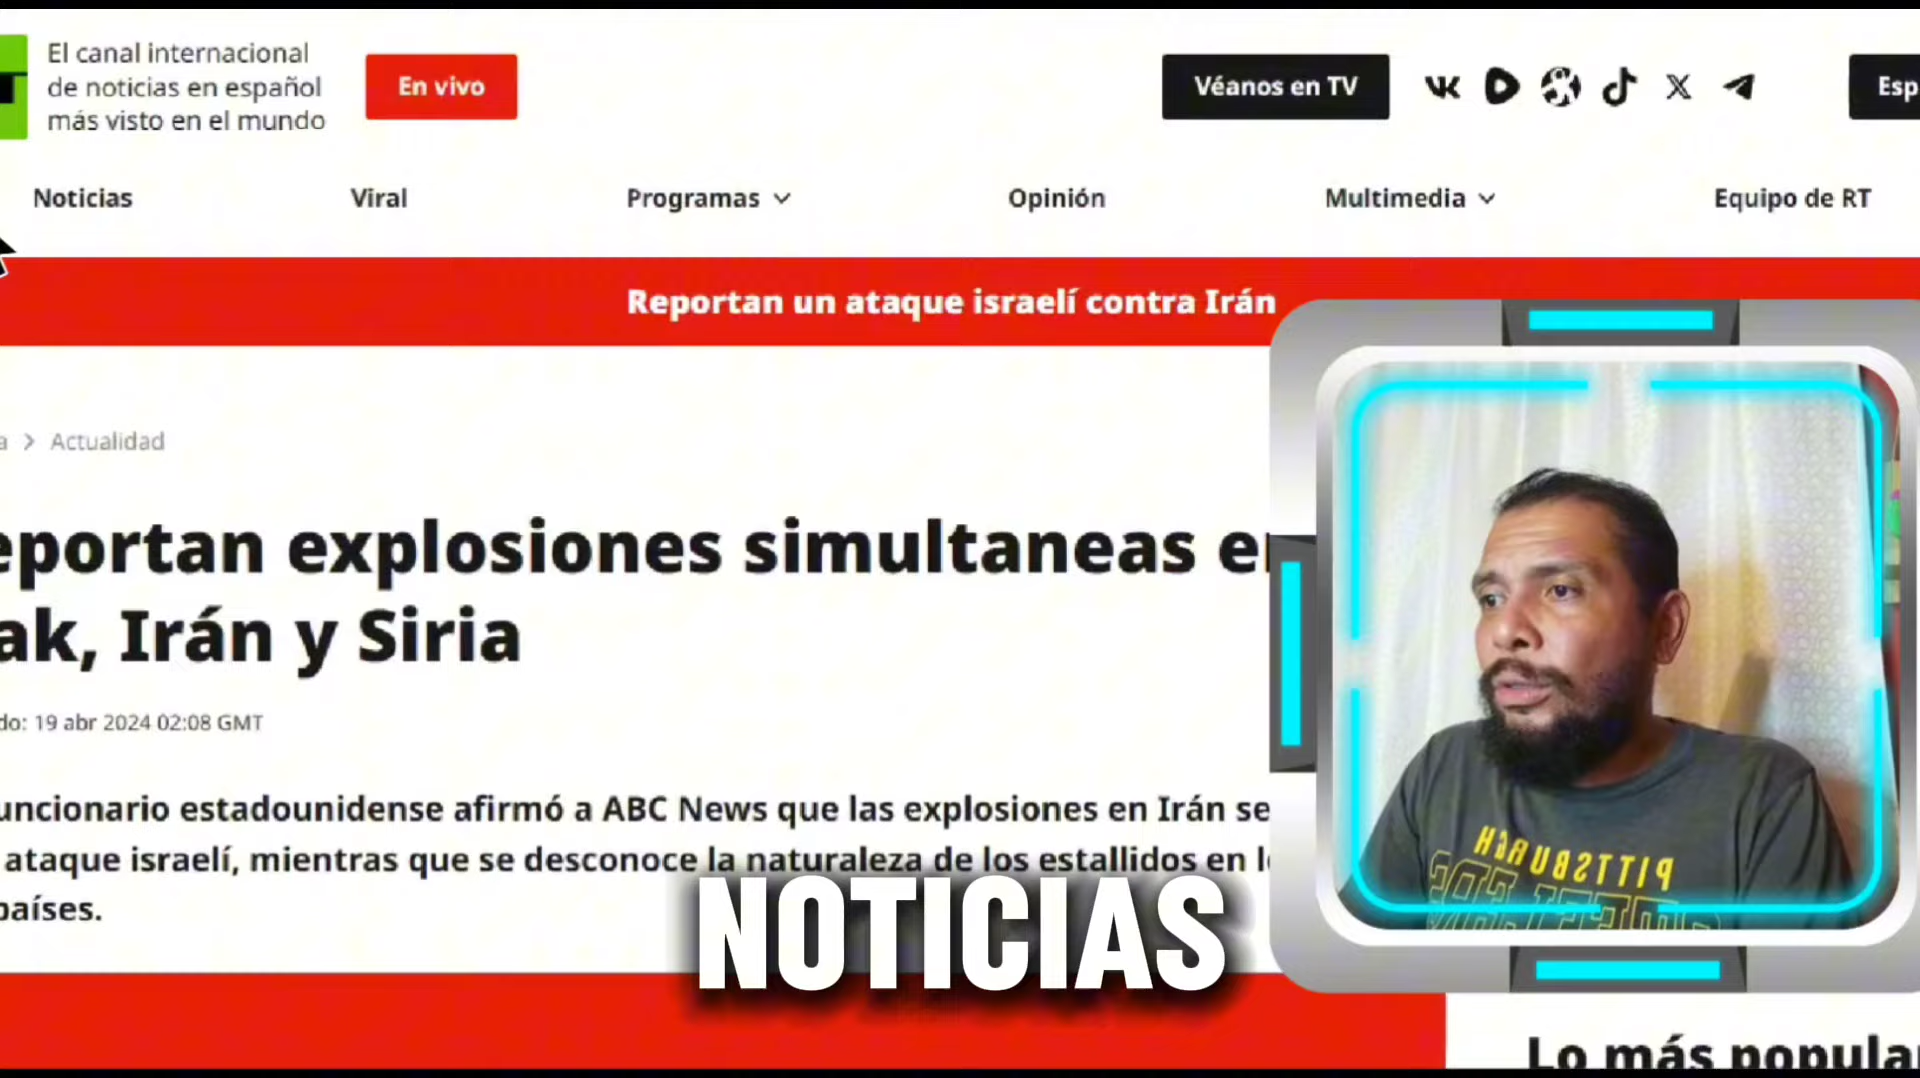 El canal internacional
de noticias en español
más visto en el mundo
En vivo
Véanos en TV
Esp
Noticias
Viral
Programas
Opinión
Multimedia
Equipo de RT
Reportan un ataque israelí contra Irán
a > Actualidad
eportan explosiones simultaneas e
ak, Irán y Siria
do: 19 abr 2024 02:08 GMT
uncionario estadounidense afirmó a ABC News que las explosiones en Irán se
ataque israelí, mientras que se desconoce la naturaleza de los estallidos en l
países.
NOTICIAS
PITTSBURGH
Lo más popula